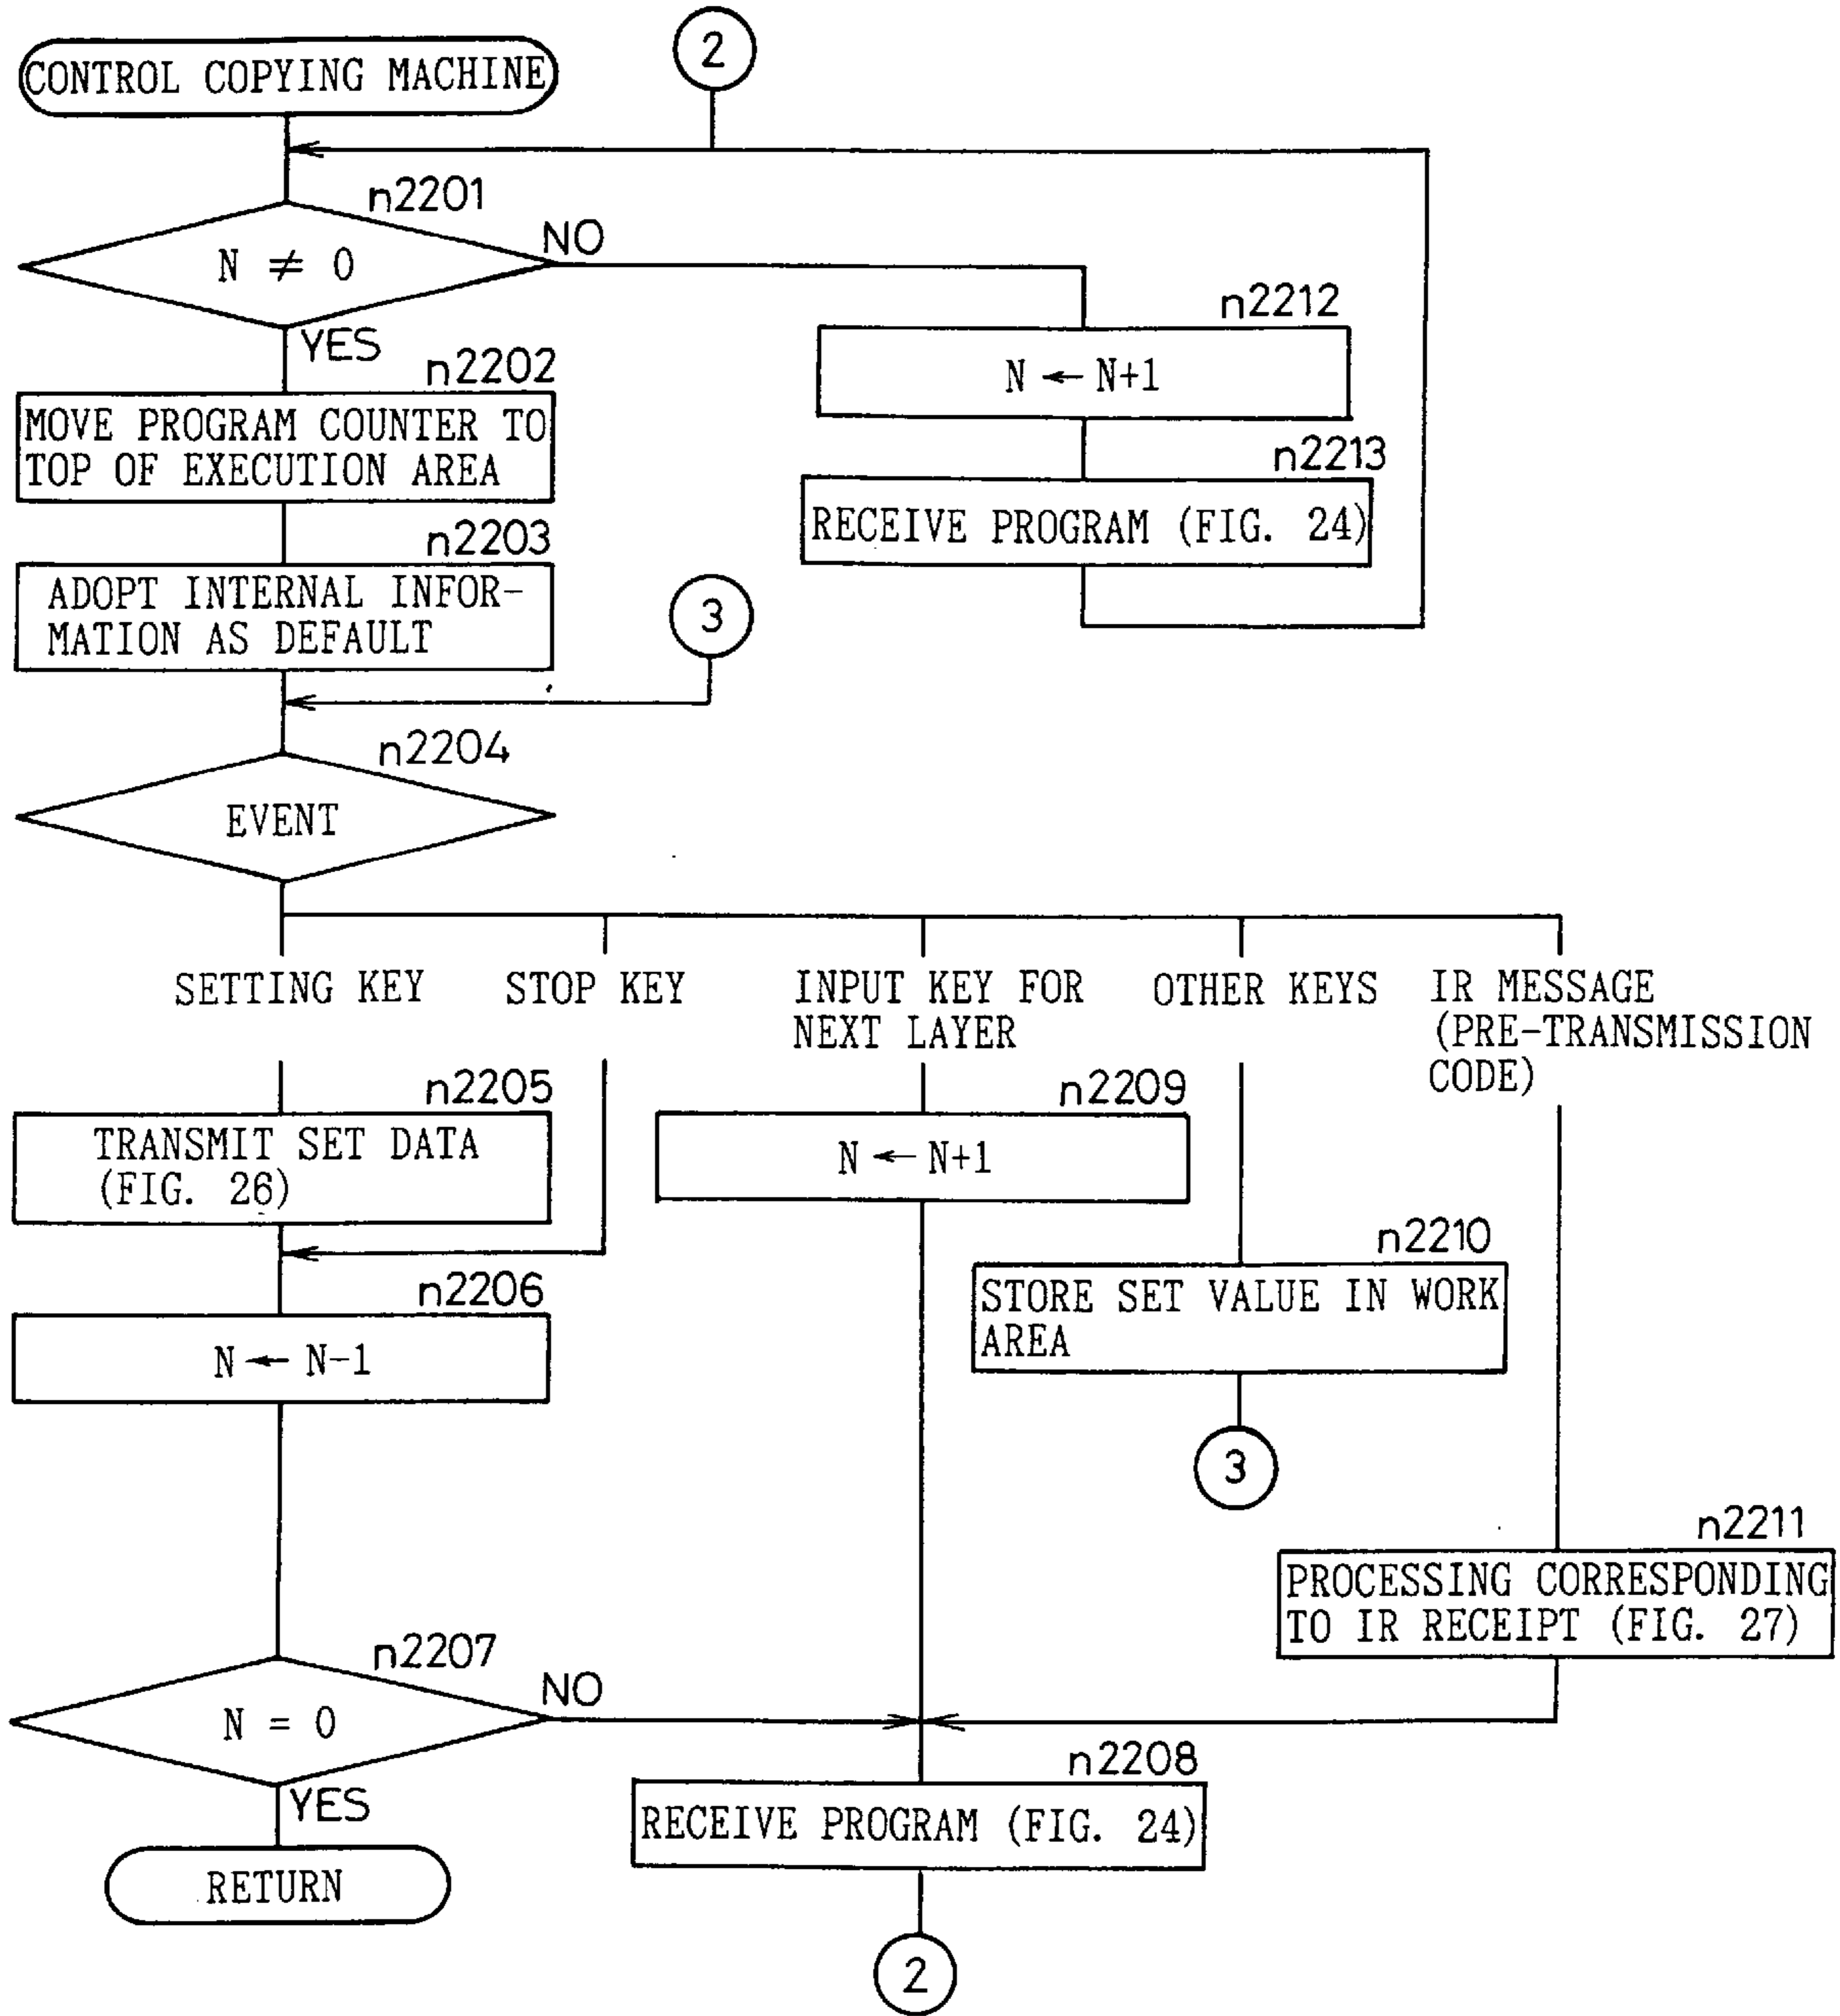 CONTROL COPYING MACHINE
2
n2201
N ≠ 0
NO
YES
n2212
N ← N+1
n2202
MOVE PROGRAM COUNTER TO
TOP OF EXECUTION AREA
n2213
RECEIVE PROGRAM (FIG. 24)
n2203
ADOPT INTERNAL INFOR-
MATION AS DEFAULT
3
n2204
EVENT
SETTING KEY
STOP KEY
INPUT KEY FOR
NEXT LAYER
OTHER KEYS
IR MESSAGE
(PRE-TRANSMISSION
CODE)
n2205
TRANSMIT SET DATA
(FIG. 26)
n2209
N ← N+1
n2210
STORE SET VALUE IN WORK
AREA
3
n2206
N ← N-1
n2211
PROCESSING CORRESPONDING
TO IR RECEIPT (FIG. 27)
n2207
N = 0
NO
YES
n2208
RECEIVE PROGRAM (FIG. 24)
RETURN
2